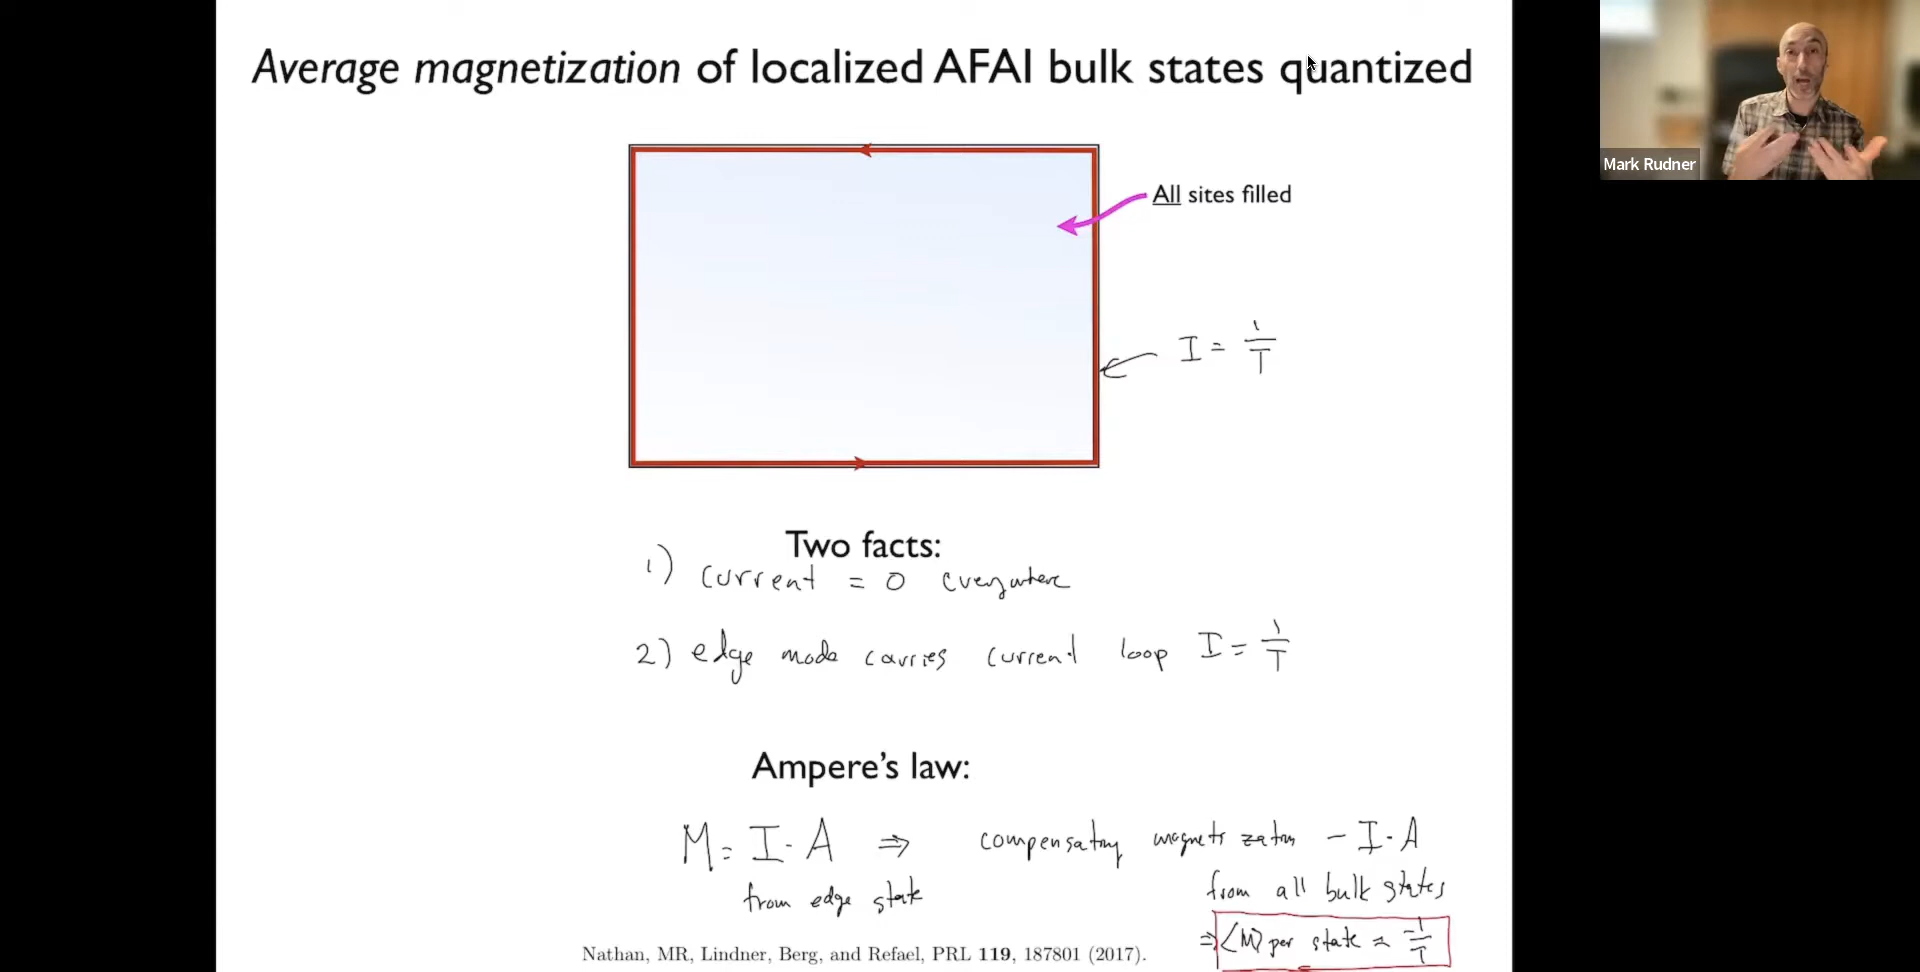 Average magnetization of localized AFAI bulk states quantized
Mark Rudner
All sites filled
I = 1/T
Two facts:
1) current = 0 everywhere
2) edge mode carries current loop I = 1/T
Ampere's law:
M = I · A ⇒ compensatory magnetization - I · A
from edge state
from all bulk states
⇒ ⟨M⟩ per state ≈ -1/T
Nathan, MR, Lindner, Berg, and Refael, PRL 119, 187801 (2017).